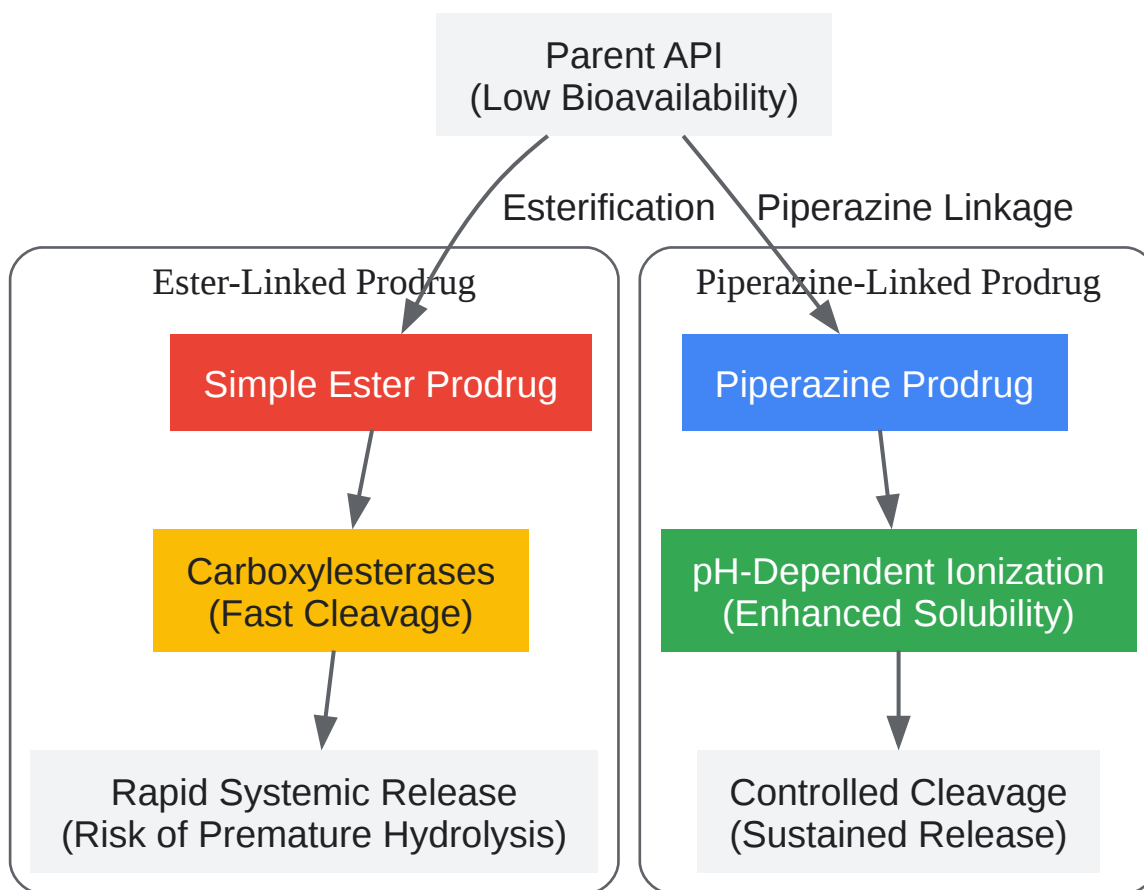 Parent API
(Low Bioavailability)
Esterification
Piperazine Linkage
Ester-Linked Prodrug
Simple Ester Prodrug
Carboxylesterases
(Fast Cleavage)
Rapid Systemic Release
(Risk of Premature Hydrolysis)
Piperazine-Linked Prodrug
Piperazine Prodrug
pH-Dependent Ionization
(Enhanced Solubility)
Controlled Cleavage
(Sustained Release)